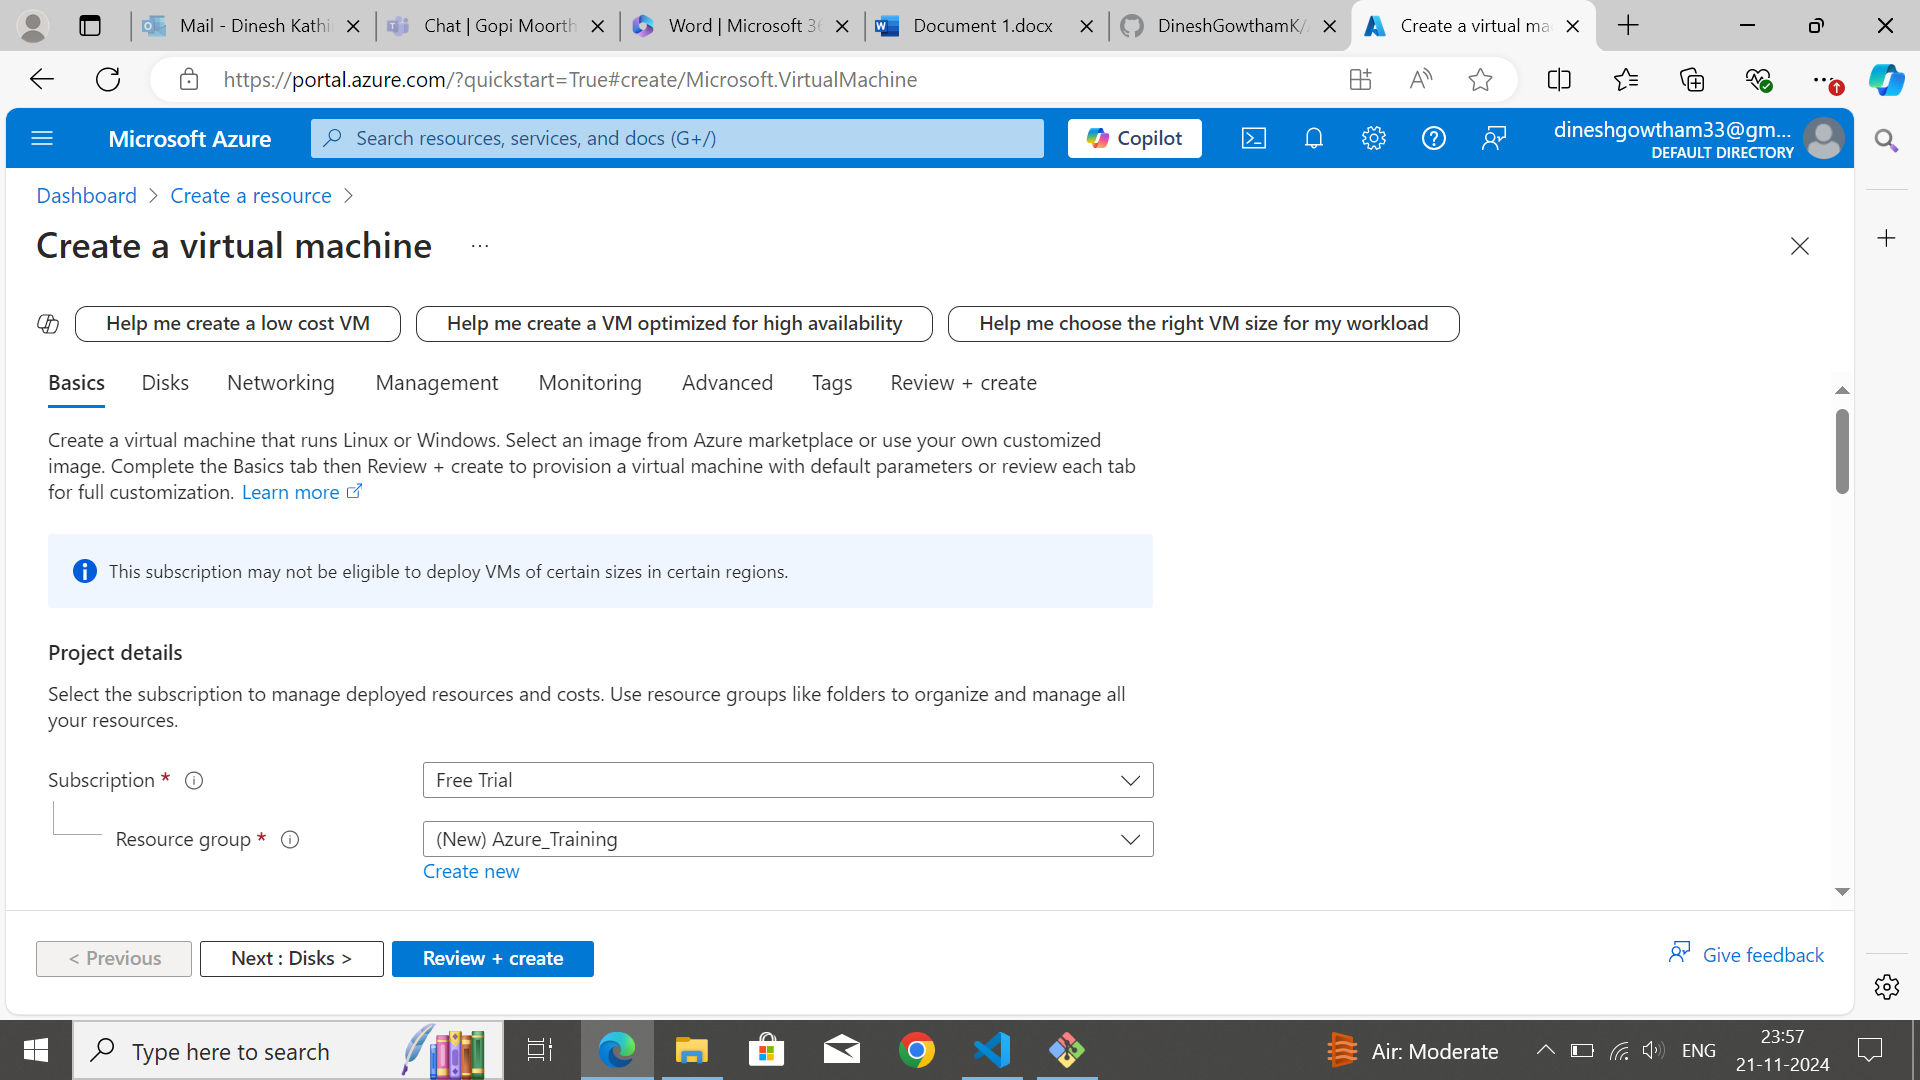 Mail - Dinesh Kathi
Chat | Gopi Moorth
Word | Microsoft 36
Document 1.docx
DineshGowthamK/
Create a virtual ma
https://portal.azure.com/?quickstart=True#create/Microsoft.VirtualMachine
Microsoft Azure
Search resources, services, and docs (G+/)
Copilot
dineshgowtham33@gm...
DEFAULT DIRECTORY
Dashboard
Create a resource
Create a virtual machine
Help me create a low cost VM
Help me create a VM optimized for high availability
Help me choose the right VM size for my workload
Basics
Disks
Networking
Management
Monitoring
Advanced
Tags
Review + create
Create a virtual machine that runs Linux or Windows. Select an image from Azure marketplace or use your own customized
image. Complete the Basics tab then Review + create to provision a virtual machine with default parameters or review each tab
for full customization. Learn more
This subscription may not be eligible to deploy VMs of certain sizes in certain regions.
Project details
Select the subscription to manage deployed resources and costs. Use resource groups like folders to organize and manage all
your resources.
Subscription *
Free Trial
Resource group *
(New) Azure_Training
Create new
< Previous
Next : Disks >
Review + create
Give feedback
Type here to search
Air: Moderate
ENG
23:57
21-11-2024